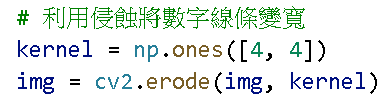 # 利用侵蝕將數字線條變寬
kernel = np.ones([4, 4])
img = cv2.erode(img, kernel)